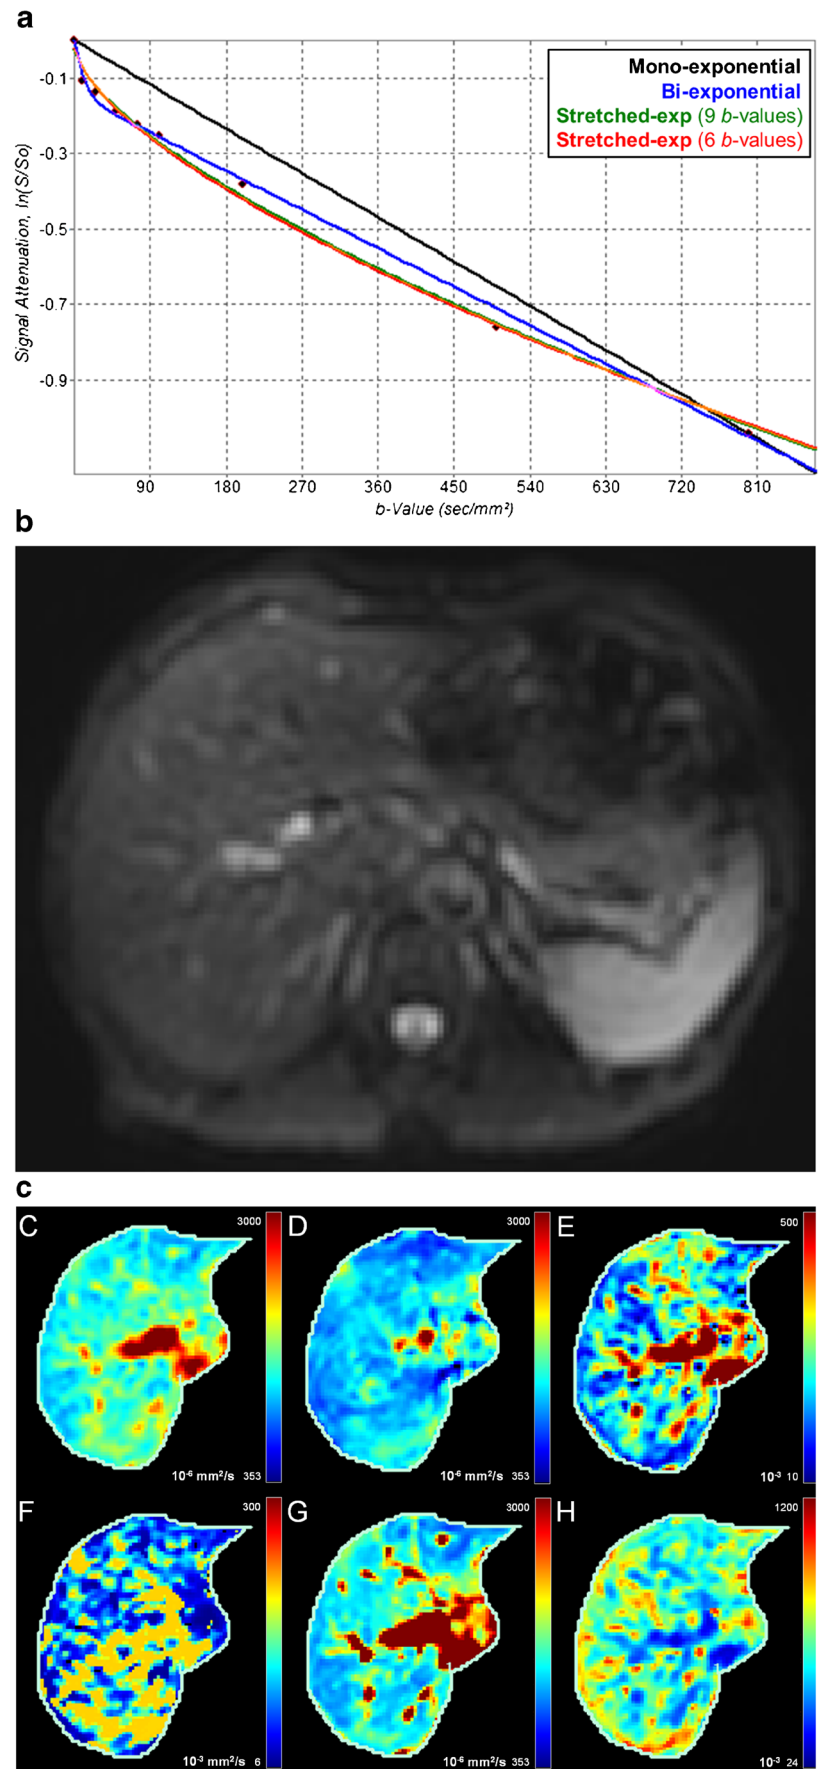 a
Mono-exponential
Bi-exponential
Stretched-exp (9 b-values)
Stretched-exp (6 b-values)
-0.1
-0.3
-0.5
-0.7
-0.9
Signal Attenuation, ln(S/So)
90 180 270 360 450 540 630 720 810
b-Value (sec/mm²)
b
c
C 3000
10⁻⁶ mm²/s 353
D 3000
10⁻⁶ mm²/s 353
E 500
10⁻³ 10
F 300
10⁻³ mm²/s 6
G 3000
10⁻⁶ mm²/s 353
H 1200
10⁻³ 24